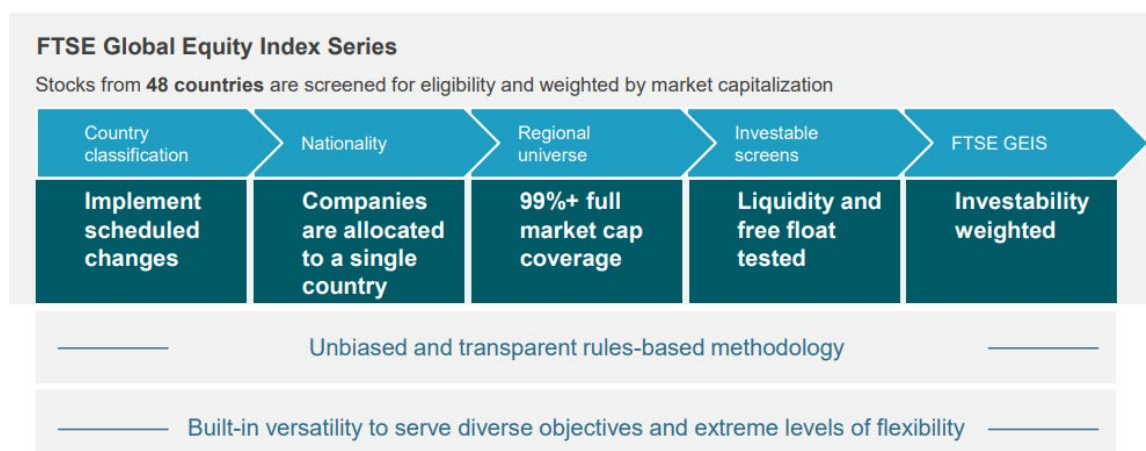 FTSE Global Equity Index Series
Stocks from 48 countries are screened for eligibility and weighted by market capitalization
Country
classification
Nationality
Regional
universe
Investable
screens
FTSE GEIS
Implement
scheduled
changes
Companies
are allocated
to a single
country
99%+ full
market cap
coverage
Liquidity and
free float
tested
Investability
weighted
Unbiased and transparent rules-based methodology
Built-in versatility to serve diverse objectives and extreme levels of flexibility